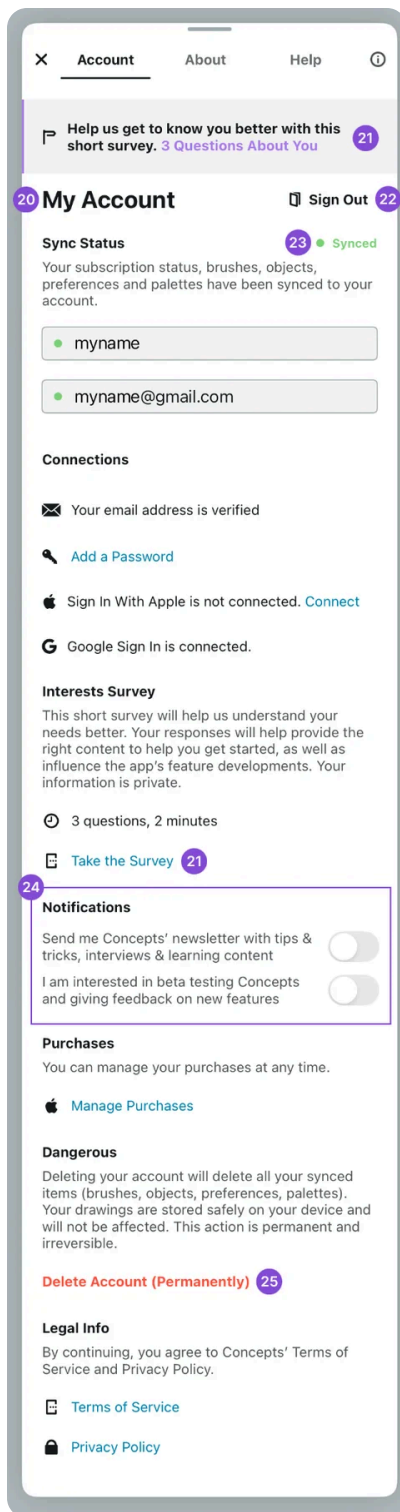 Account About Help
Help us get to know you better with this
short survey. 3 Questions About You 21
20 My Account Sign Out 22
Sync Status 23 Synced
Your subscription status, brushes, objects,
preferences and palettes have been synced to your
account.
myname
myname@gmail.com
Connections
Your email address is verified
Add a Password
Sign In With Apple is not connected. Connect
G Google Sign In is connected.
Interests Survey
This short survey will help us understand your
needs better. Your responses will help provide the
right content to help you get started, as well as
influence the app's feature developments. Your
information is private.
3 questions, 2 minutes
Take the Survey 21
24
Notifications
Send me Concepts' newsletter with tips &
tricks, interviews & learning content
I am interested in beta testing Concepts
and giving feedback on new features
Purchases
You can manage your purchases at any time.
Manage Purchases
Dangerous
Deleting your account will delete all your synced
items (brushes, objects, preferences, palettes).
Your drawings are stored safely on your device and
will not be affected. This action is permanent and
irreversible.
Delete Account (Permanently) 25
Legal Info
By continuing, you agree to Concepts' Terms of
Service and Privacy Policy.
Terms of Service
Privacy Policy